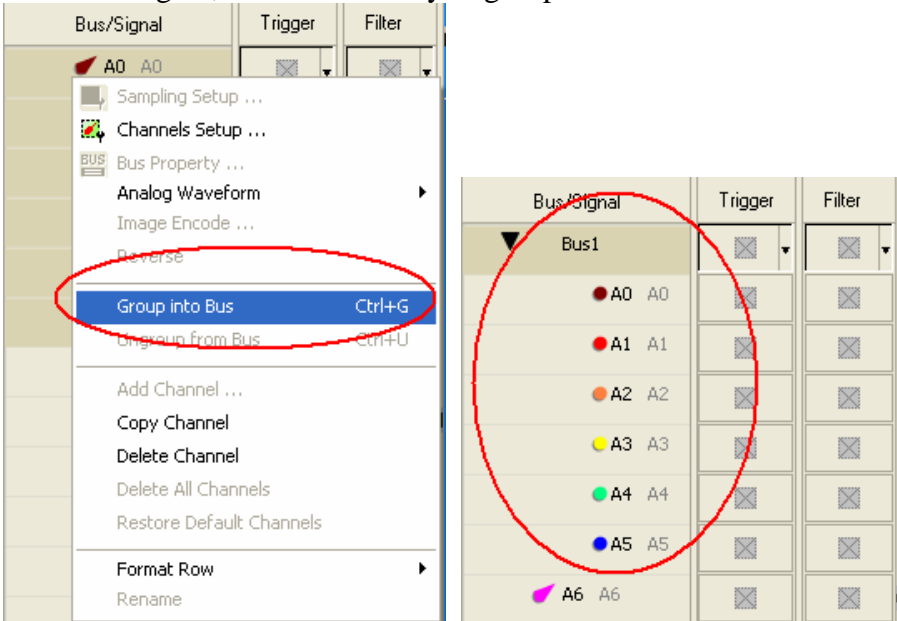 Bus/Signal Trigger Filter
A0 A0
Sampling Setup ...
Channels Setup ...
BUS Bus Property ...
Analog Waveform
Image Encode ...
Reverse
Group into Bus Ctrl+G
Ungroup from Bus Ctrl+U
Add Channel ...
Copy Channel
Delete Channel
Delete All Channels
Restore Default Channels
Format Row
Rename
Bus/Signal Trigger Filter
Bus1
A0 A0
A1 A1
A2 A2
A3 A3
A4 A4
A5 A5
A6 A6